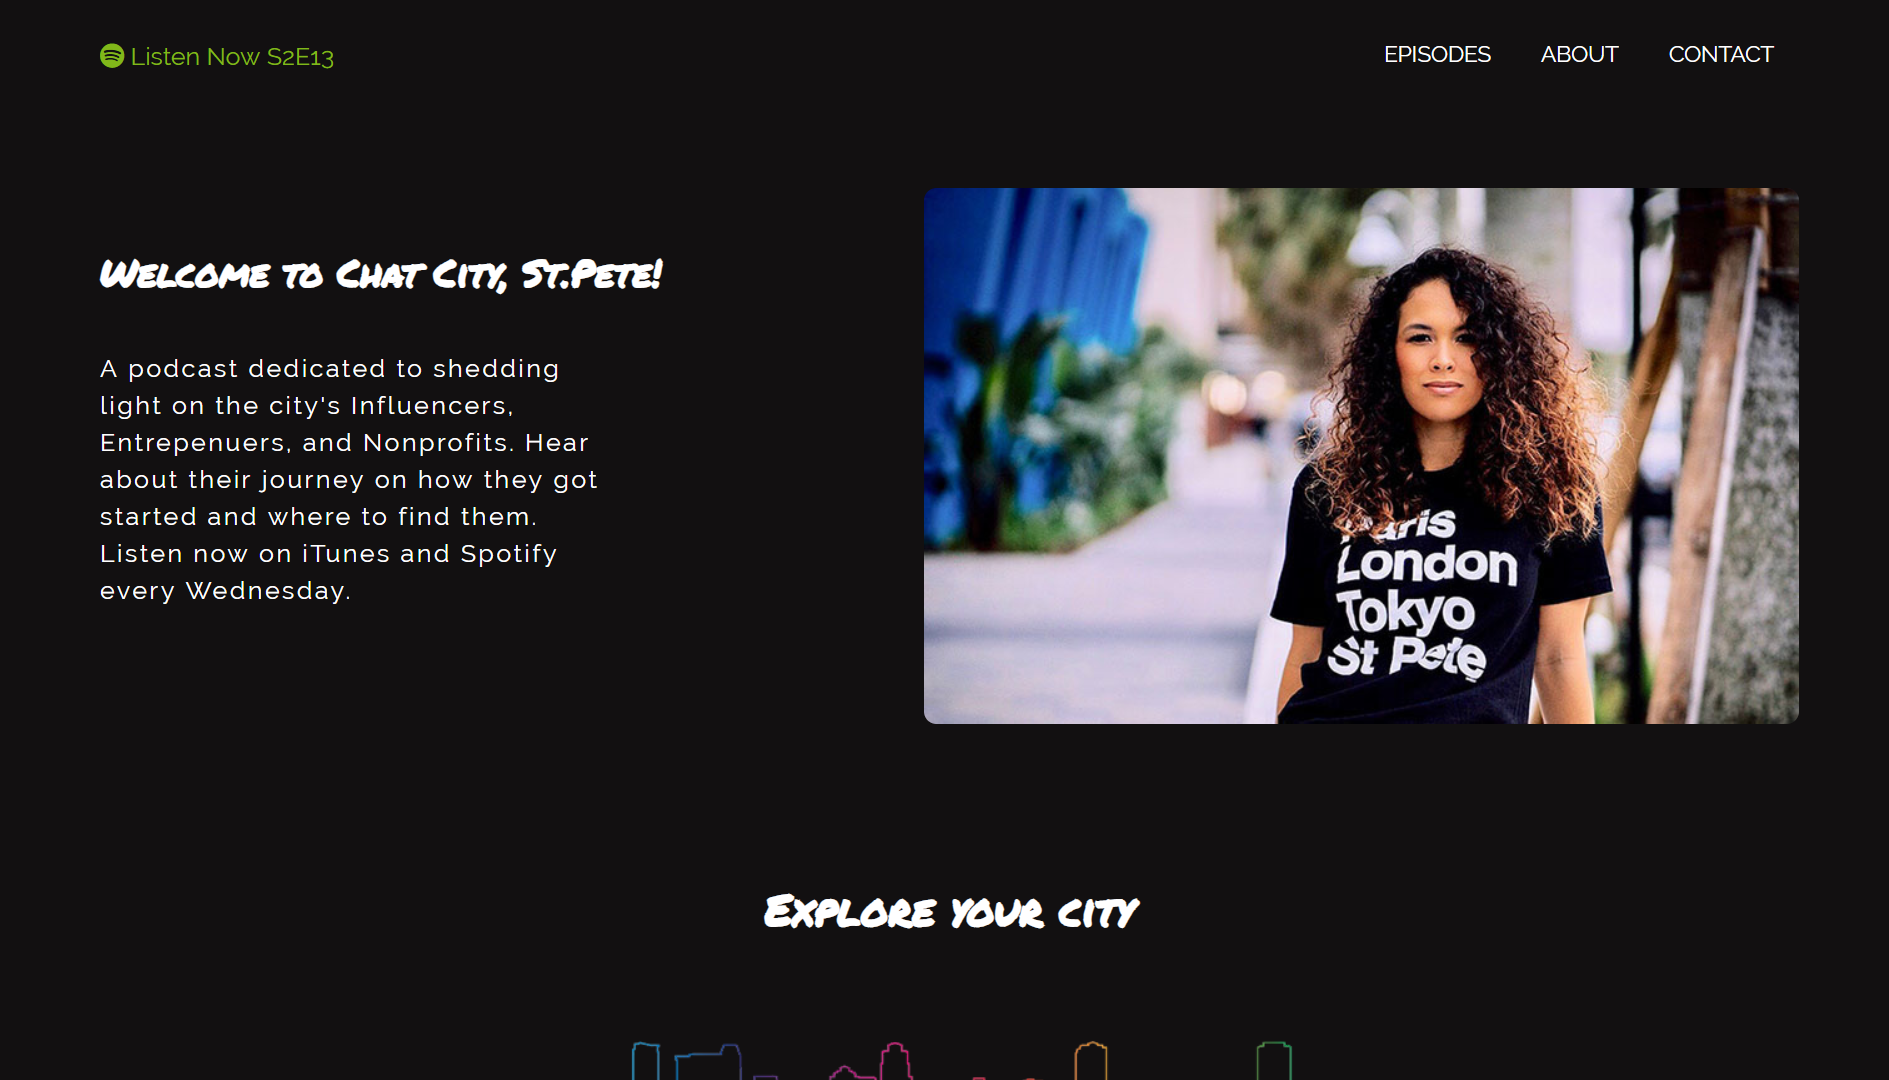 Listen Now S2E13
EPISODES ABOUT CONTACT
Welcome to Chat City, St.Pete!
A podcast dedicated to shedding
light on the city's Influencers,
Entrepenuers, and Nonprofits. Hear
about their journey on how they got
started and where to find them.
Listen now on iTunes and Spotify
every Wednesday.
Paris
London
Tokyo
St Pete
Explore your city